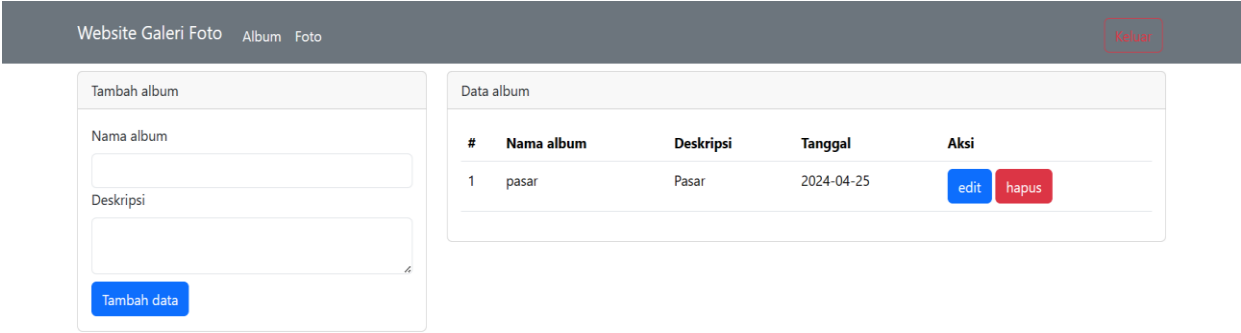 Website Galeri Foto Album Foto Keluar
Tambah album
Nama album
Deskripsi
Tambah data
Data album
# Nama album Deskripsi Tanggal Aksi
1 pasar Pasar 2024-04-25 edit hapus